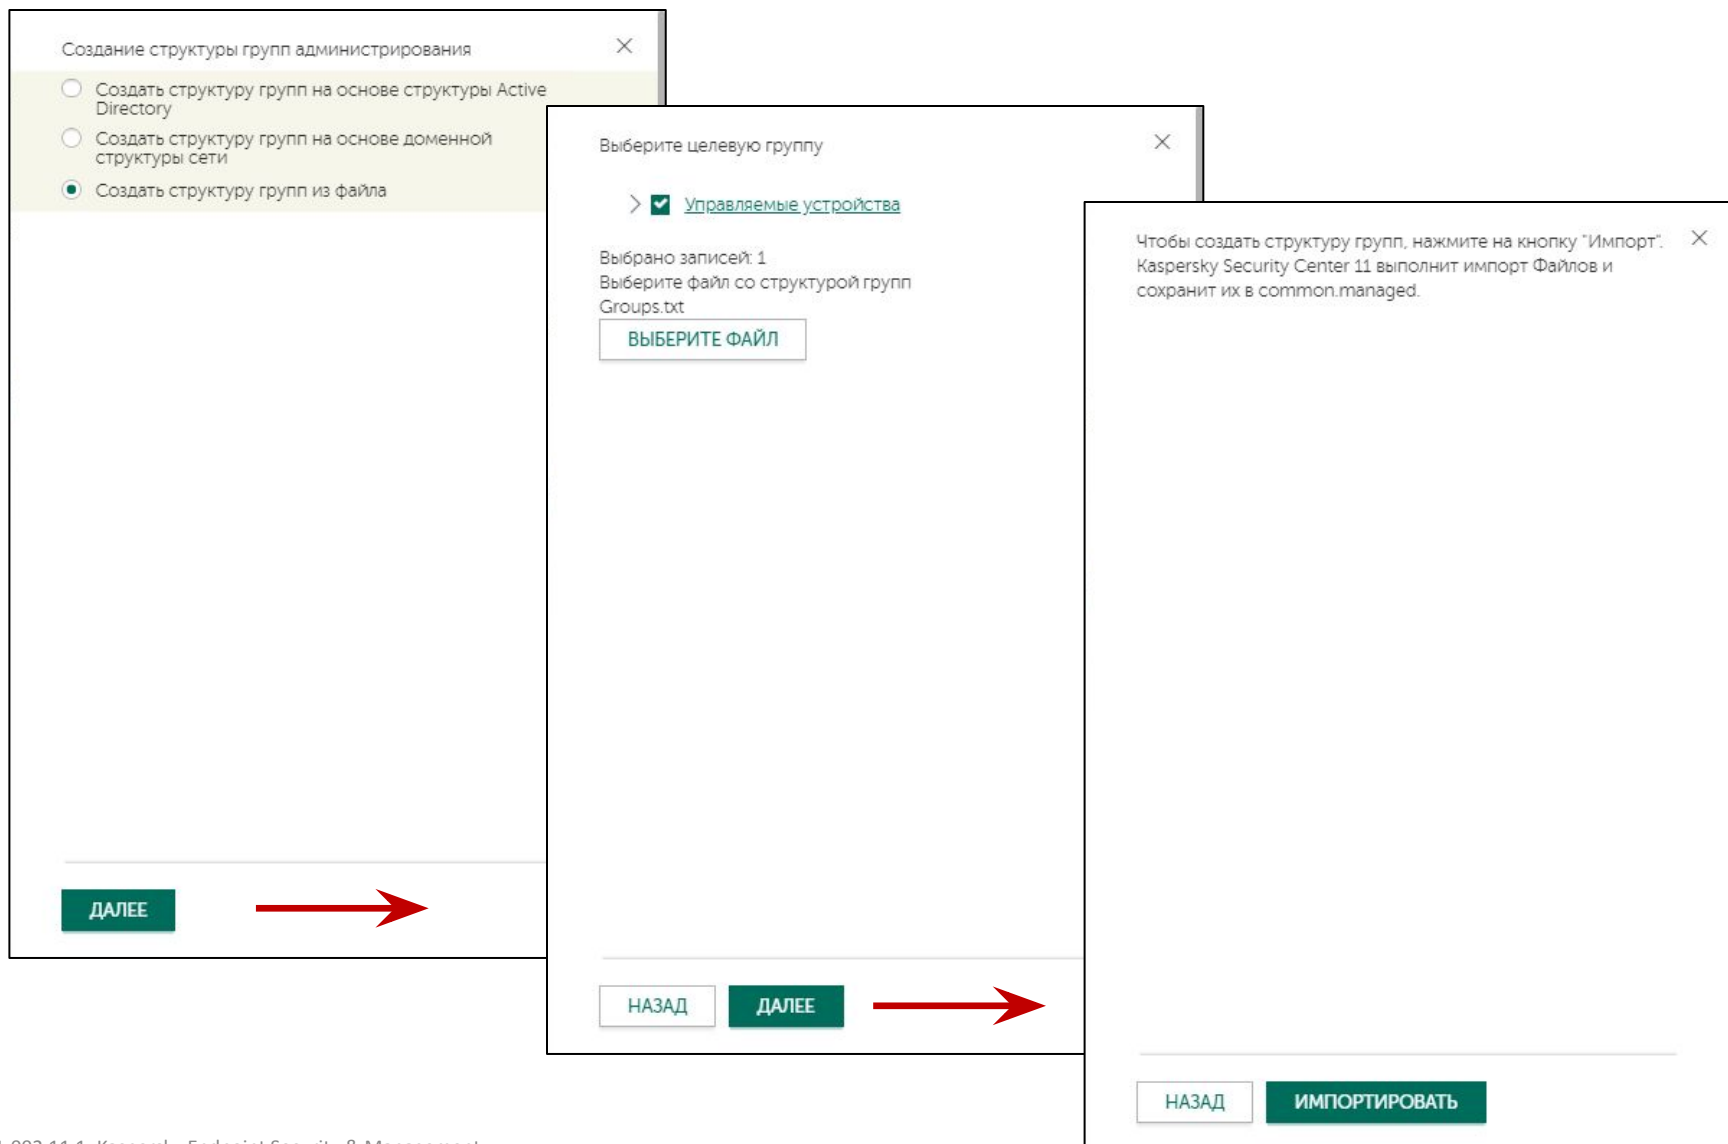 Создание структуры групп администрирования
Создать структуру групп на основе структуры Active
Directory
Создать структуру групп на основе доменной
структуры сети
Создать структуру групп из файла
ДАЛЕЕ
Выберите целевую группу
Управляемые устройства
Выбрано записей: 1
Выберите файл со структурой групп
Groups.txt
ВЫБЕРИТЕ ФАЙЛ
НАЗАД
ДАЛЕЕ
Чтобы создать структуру групп, нажмите на кнопку "Импорт".
Kaspersky Security Center 11 выполнит импорт Файлов и
сохранит их в common.managed.
НАЗАД
ИМПОРТИРОВАТЬ